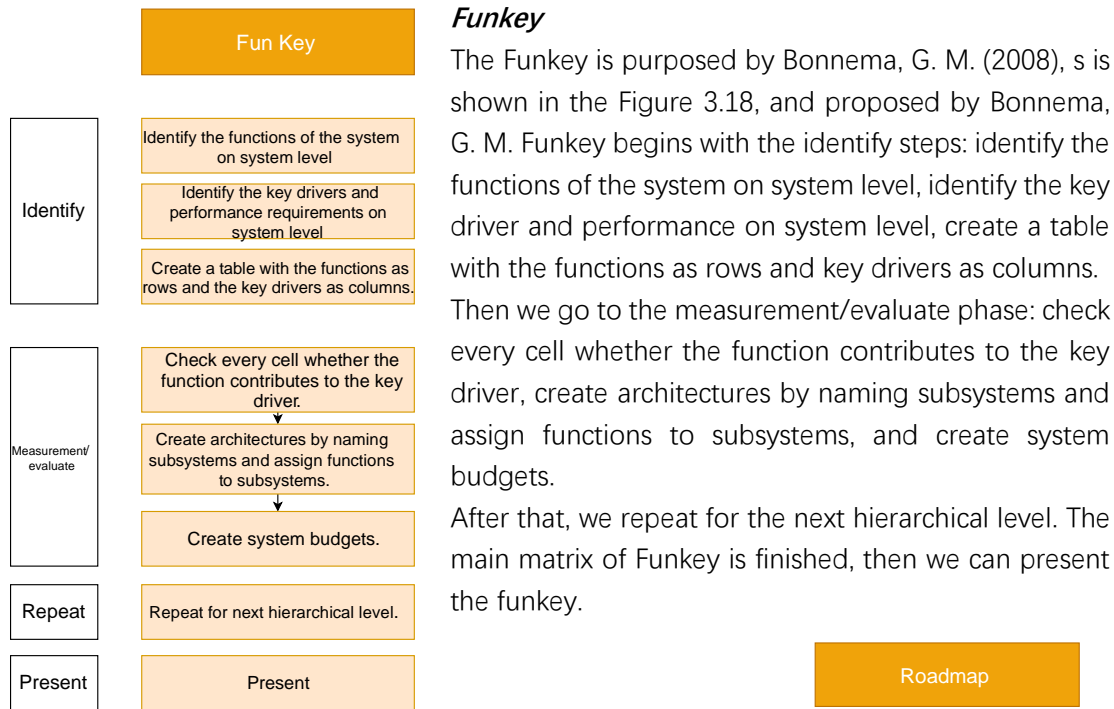 Fun Key
Identify
Identify the functions of the system
on system level
Identify the key drivers and
performance requirements on
system level
Create a table with the functions as
rows and the key drivers as columns.
Measurement/
evaluate
Check every cell whether the
function contributes to the key
driver.
Create architectures by naming
subsystems and assign functions
to subsystems.
Create system budgets.
Repeat
Repeat for next hierarchical level.
Present
Present
Funkey
The Funkey is purposed by Bonnema, G. M. (2008), s is
shown in the Figure 3.18, and proposed by Bonnema,
G. M. Funkey begins with the identify steps: identify the
functions of the system on system level, identify the key
driver and performance on system level, create a table
with the functions as rows and key drivers as columns.
Then we go to the measurement/evaluate phase: check
every cell whether the function contributes to the key
driver, create architectures by naming subsystems and
assign functions to subsystems, and create system
budgets.
After that, we repeat for the next hierarchical level. The
main matrix of Funkey is finished, then we can present
the funkey.
Roadmap